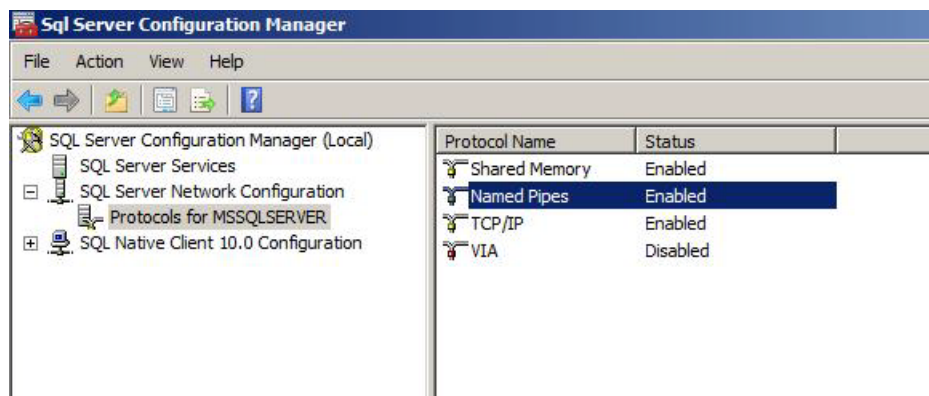 Sql Server Configuration Manager
File Action View Help
SQL Server Configuration Manager (Local)
SQL Server Services
SQL Server Network Configuration
Protocols for MSSQLSERVER
SQL Native Client 10.0 Configuration
Protocol Name Status
Shared Memory Enabled
Named Pipes Enabled
TCP/IP Enabled
VIA Disabled